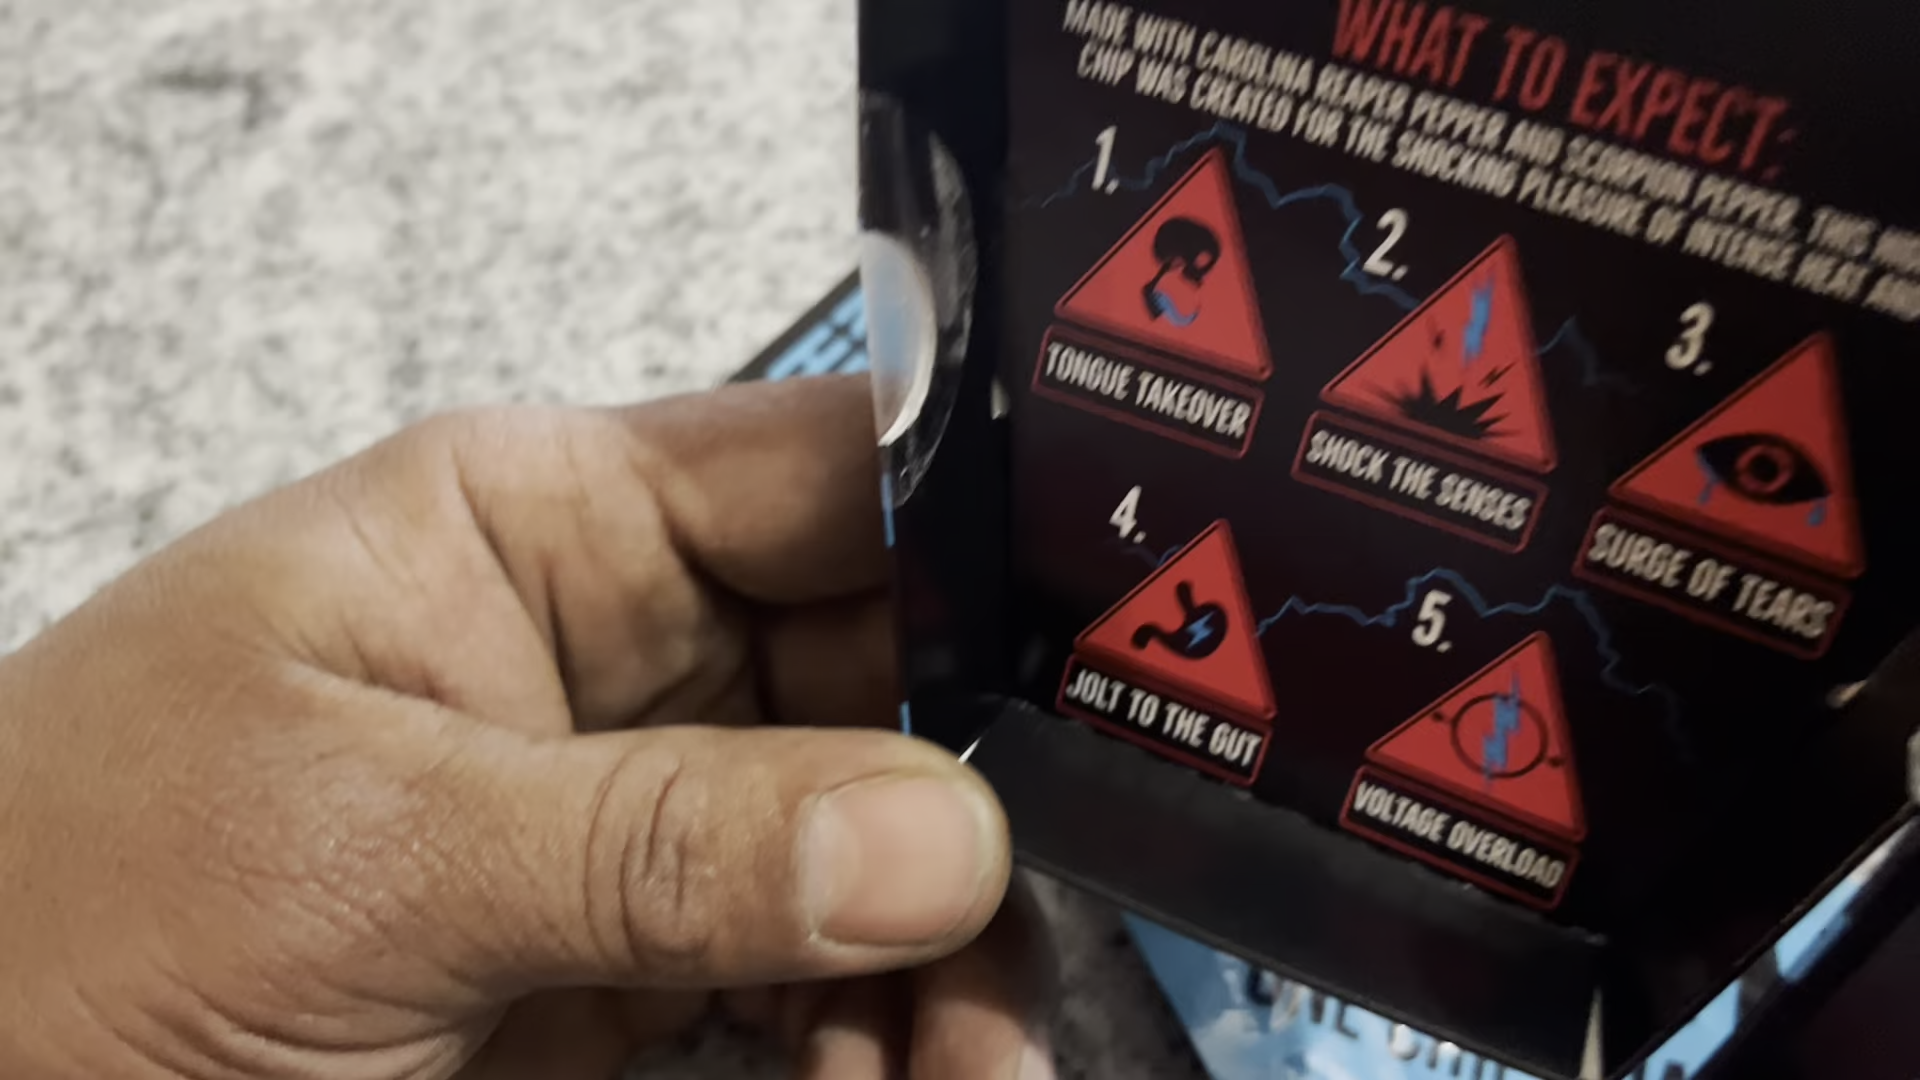 WHAT TO EXPECT:
MADE WITH CAROLINA REAPER PEPPER AND SCORPION PEPPER, THIS
CHIP WAS CREATED FOR THE SHOCKING PLEASURE OF INTENSE HEAT AND
1.
TONGUE TAKEOVER
2.
SHOCK THE SENSES
3.
SURGE OF TEARS
4.
JOLT TO THE GUT
5.
VOLTAGE OVERLOAD